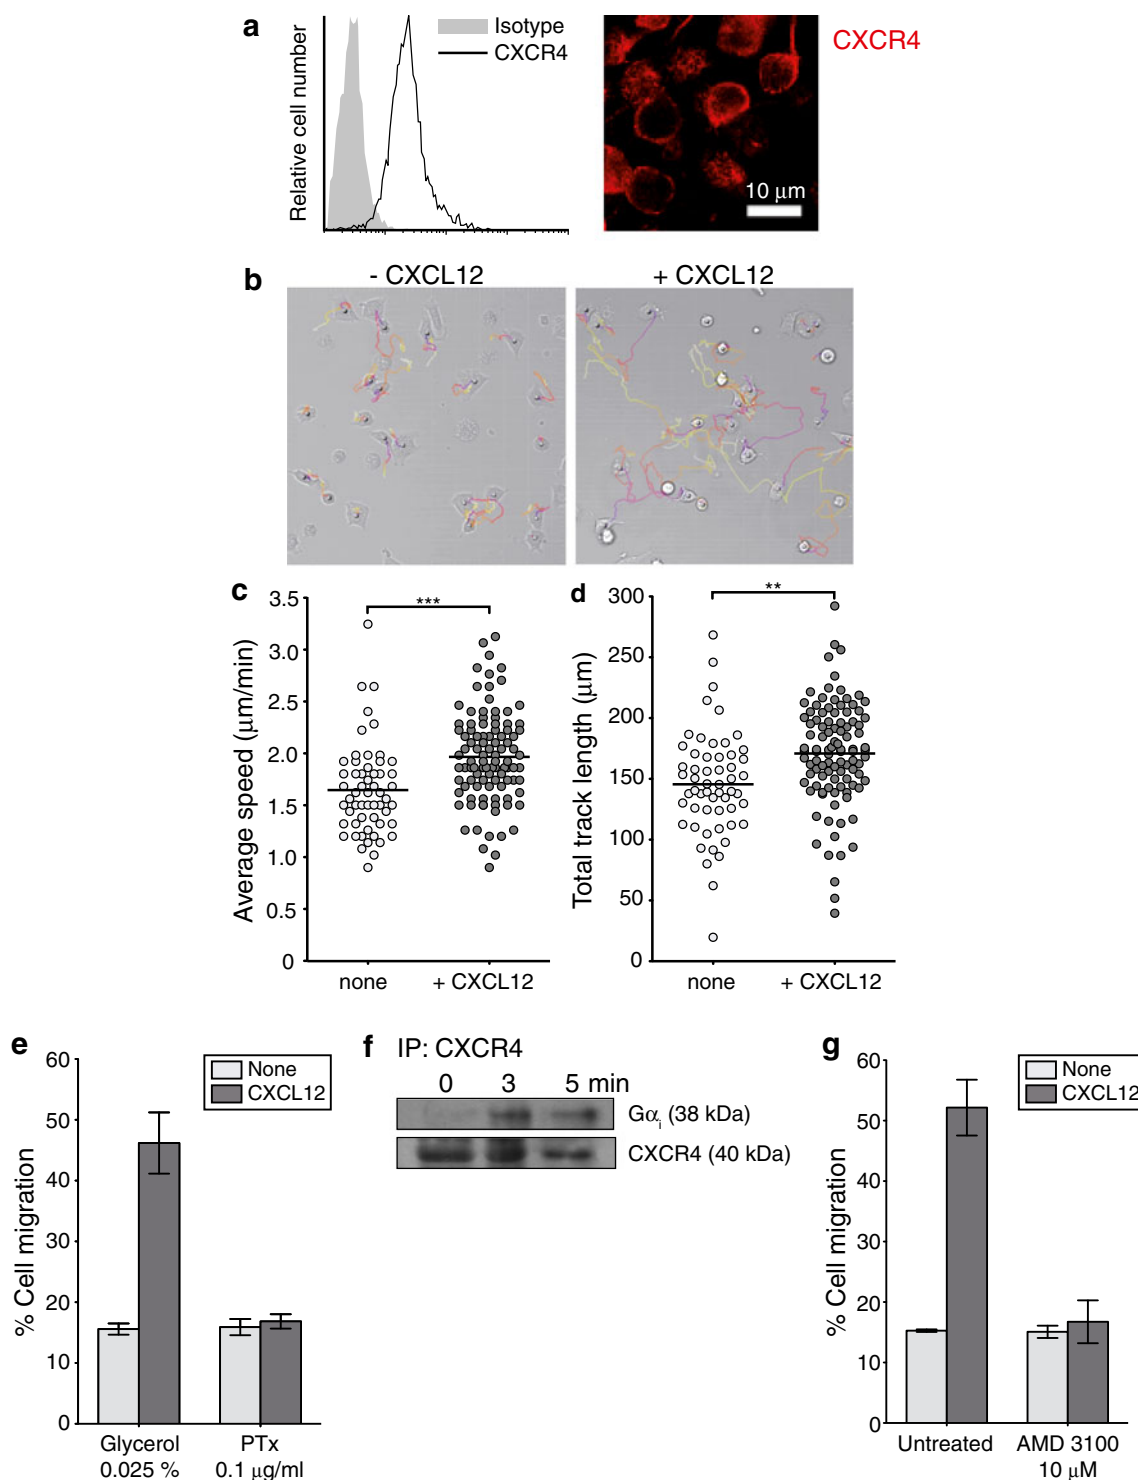 a
Isotype
CXCR4
Relative cell number
CXCR4
10 μm
b
- CXCL12
+ CXCL12
c
Average speed (μm/min)
3.5
3.0
2.5
2.0
1.5
1.0
0.5
0
***
none
+ CXCL12
d
Total track length (μm)
300
250
200
150
100
50
0
**
none
+ CXCL12
e
% Cell migration
60
50
40
30
20
10
0
None
CXCL12
Glycerol
0.025 %
PTx
0.1 μg/ml
f
IP: CXCR4
0 3 5 min
Gαi (38 kDa)
CXCR4 (40 kDa)
g
% Cell migration
60
50
40
30
20
10
0
None
CXCL12
Untreated
AMD 3100
10 μM